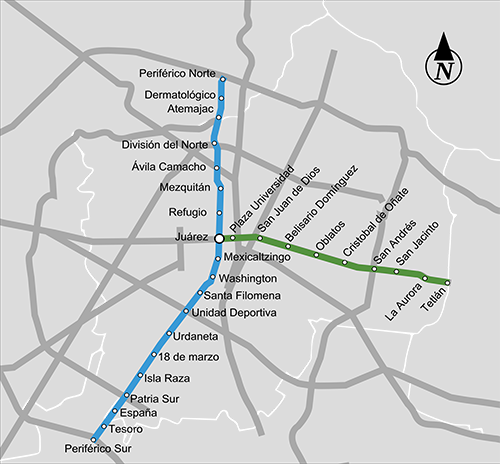 Periférico Norte
Dermatológico
Atemajac
División del Norte
Ávila Camacho
Mezquitán
Refugio
Juárez
Plaza Universidad
San Juan de Dios
Belisario Domínguez
Oblatos
Cristobal de Oñate
San Andrés
San Jacinto
La Aurora
Tetlán
Mexicaltzingo
Washington
Santa Filomena
Unidad Deportiva
Urdaneta
18 de marzo
Isla Raza
Patria Sur
España
Tesoro
Periférico Sur
N